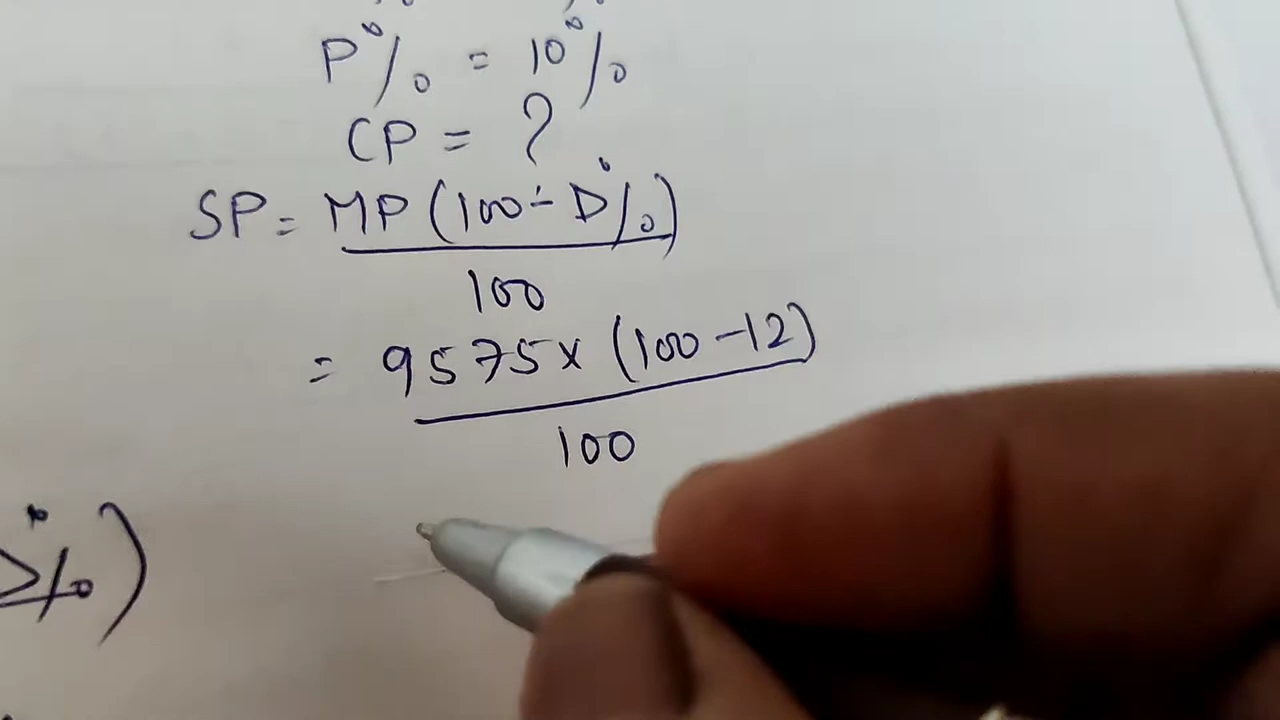 P% = 10%
CP = ?
SP = MP (100 - D%)
100
= 9575 x (100 - 12)
100
D%)